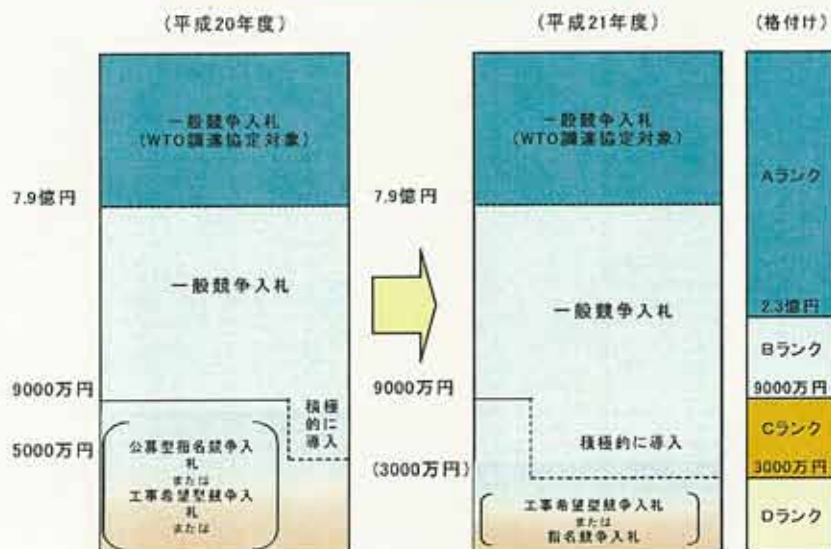 (平成20年度)
一般競争入札
(WTO調達協定対象)
7.9億円
一般競争入札
9000万円
積極
的に
導入
5000万円
公募型指名競争入
札
または
工事希望型競争入
札
または
(平成21年度)
一般競争入札
(WTO調達協定対象)
7.9億円
一般競争入札
9000万円
積極的に導入
(3000万円)
工事希望型競争入札
または
指名競争入札
(格付け)
Aランク
2.3億円
Bランク
9000万円
Cランク
3000万円
Dランク